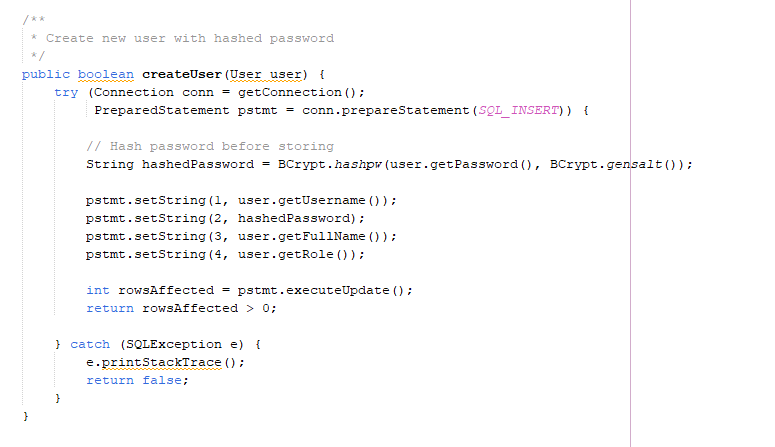 /**
 * Create new user with hashed password
 */
public boolean createUser(User user) {
    try (Connection conn = getConnection();
         PreparedStatement pstmt = conn.prepareStatement(SQL_INSERT)) {

        // Hash password before storing
        String hashedPassword = BCrypt.hashpw(user.getPassword(), BCrypt.gensalt());

        pstmt.setString(1, user.getUsername());
        pstmt.setString(2, hashedPassword);
        pstmt.setString(3, user.getFullName());
        pstmt.setString(4, user.getRole());

        int rowsAffected = pstmt.executeUpdate();
        return rowsAffected > 0;

    } catch (SQLException e) {
        e.printStackTrace();
        return false;
    }
}